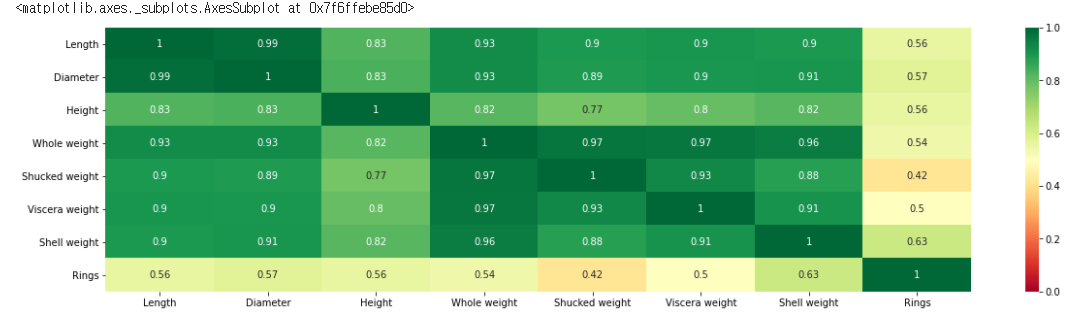 <matplotlib.axes._subplots.AxesSubplot at 0x7f6ffebe85d0>
Length 1 0.99 0.83 0.93 0.9 0.9 0.9 0.56
Diameter 0.99 1 0.83 0.93 0.89 0.9 0.91 0.57
Height 0.83 0.83 1 0.82 0.77 0.8 0.82 0.56
Whole weight 0.93 0.93 0.82 1 0.97 0.97 0.96 0.54
Shucked weight 0.9 0.89 0.77 0.97 1 0.93 0.88 0.42
Viscera weight 0.9 0.9 0.8 0.97 0.93 1 0.91 0.5
Shell weight 0.9 0.91 0.82 0.96 0.88 0.91 1 0.63
Rings 0.56 0.57 0.56 0.54 0.42 0.5 0.63 1
Length Diameter Height Whole weight Shucked weight Viscera weight Shell weight Rings
1.0
0.8
0.6
0.4
0.2
0.0